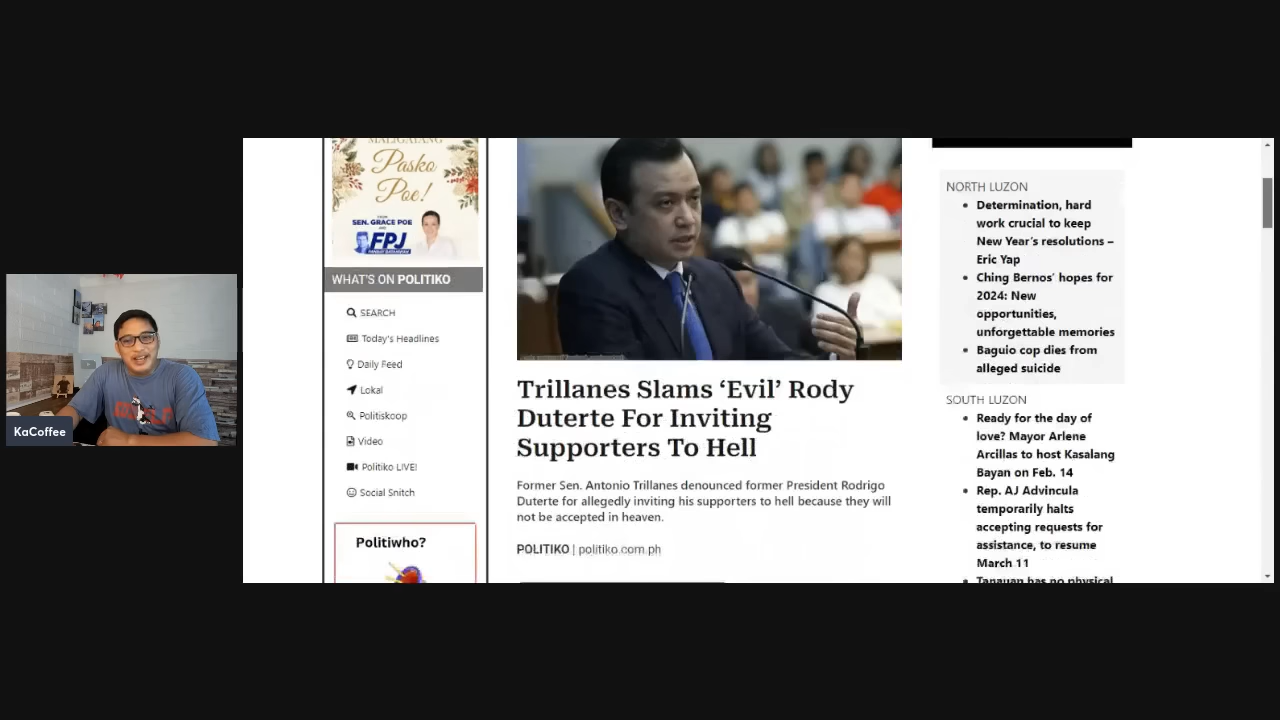 KaCoffee
MALIGAYANG
Pasko
Poe!
SEN. GRACE POE
FPJ
WHAT'S ON POLITIKO
SEARCH
Today's Headlines
Daily Feed
Lokal
Politiskoop
Video
Politiko LIVE!
Social Snitch
Politiwho?
Trillanes Slams ‘Evil’ Rody
Duterte For Inviting
Supporters To Hell
Former Sen. Antonio Trillanes denounced former President Rodrigo
Duterte for allegedly inviting his supporters to hell because they will
not be accepted in heaven.
POLITIKO | politiko.com.ph
NORTH LUZON
Determination, hard
work crucial to keep
New Year's resolutions –
Eric Yap
Ching Bernos' hopes for
2024: New
opportunities,
unforgettable memories
Baguio cop dies from
alleged suicide
SOUTH LUZON
Ready for the day of
love? Mayor Arlene
Arcillas to host Kasalang
Bayan on Feb. 14
Rep. AJ Advincula
temporarily halts
accepting requests for
assistance, to resume
March 11
Tanauan has no physical